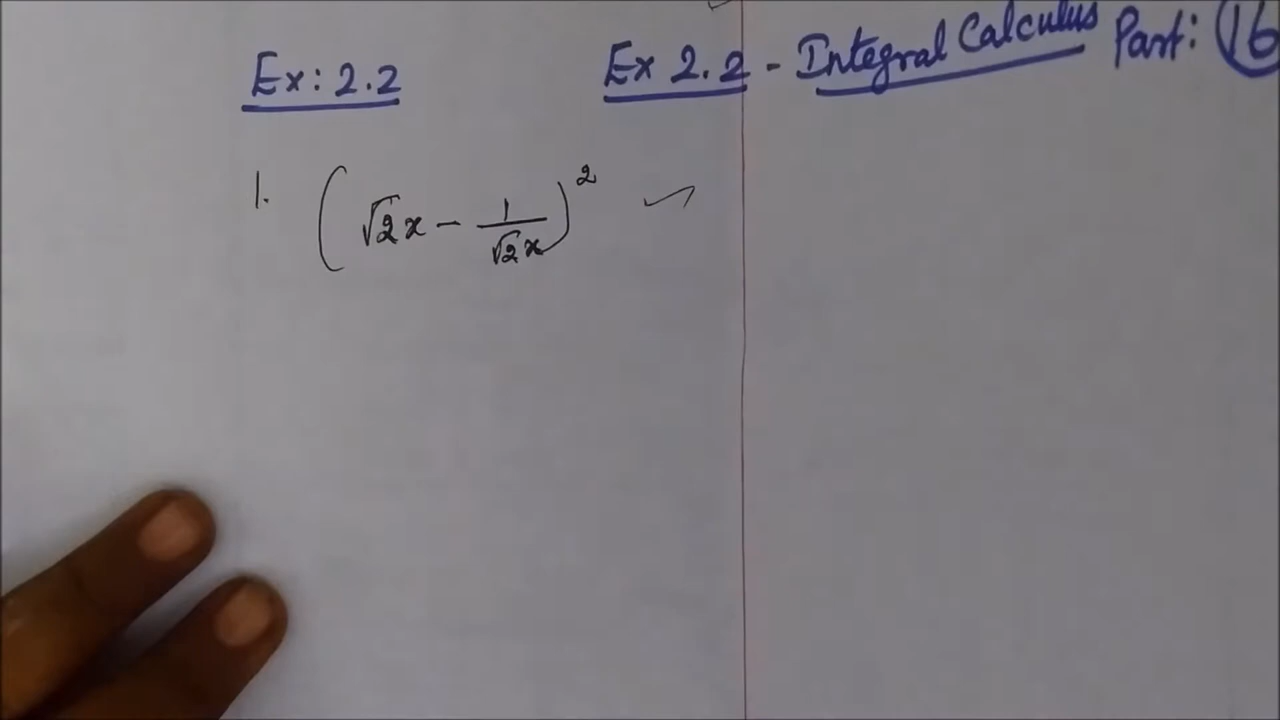 Ex: 2.2
Ex 2.2 - Integral Calculus Part: 16
1. (√2x - 1/√2x)²